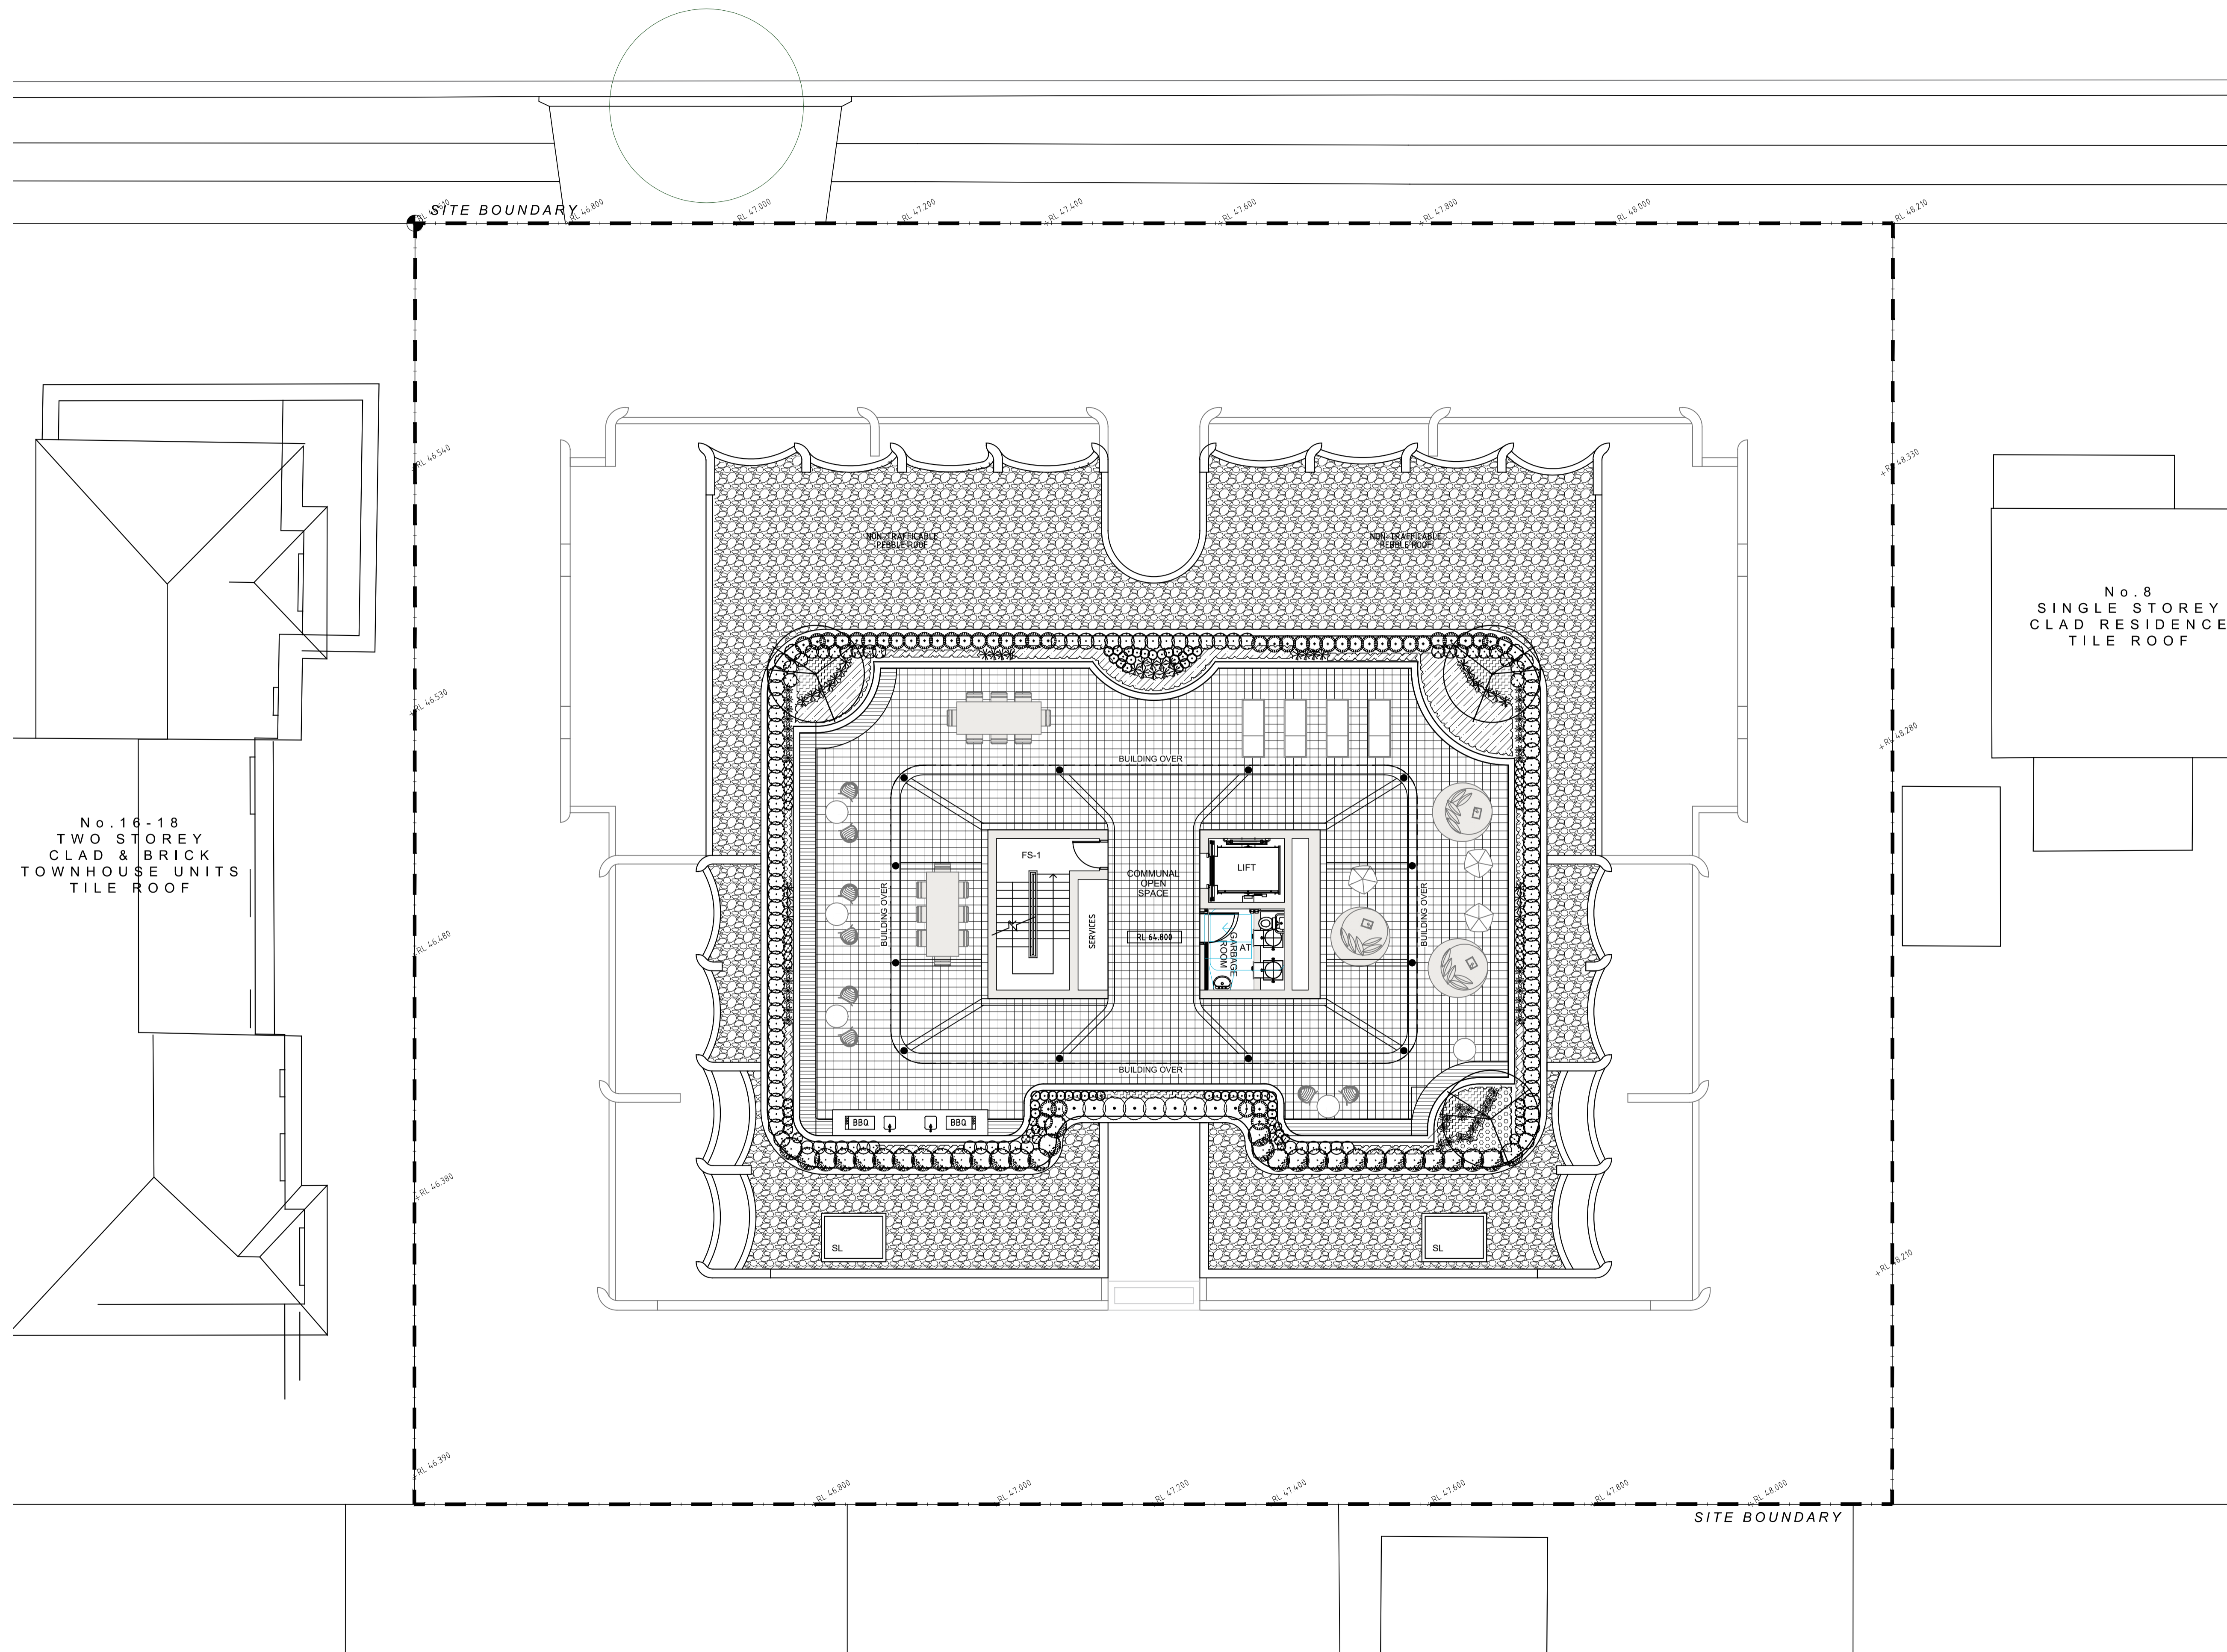 SITE BOUNDARY
RL 46.800
RL 47.000
RL 47.200
RL 47.400
RL 47.600
RL 47.800
RL 48.000
RL 48.210
RL 46.540
RL 48.330
NON-TRAFFICABLE
PEBBLE ROOF
NON-TRAFFICABLE
PEBBLE ROOF
No.8
SINGLE STOREY
CLAD RESIDENCE
TILE ROOF
RL 46.530
RL 48.280
BUILDING OVER
No.16-18
TWO STOREY
CLAD & BRICK
TOWNHOUSE UNITS
TILE ROOF
FS-1
LIFT
COMMUNAL
OPEN
SPACE
BUILDING OVER
SERVICES
BUILDING OVER
RL 64.800
GARBAGE
ROOM
AT
RL 46.480
BUILDING OVER
BBQ
BBQ
RL 46.380
SL
SL
RL 48.210
RL 46.390
RL 46.800
RL 47.000
RL 47.200
RL 47.400
RL 47.600
RL 47.800
RL 48.000
SITE BOUNDARY